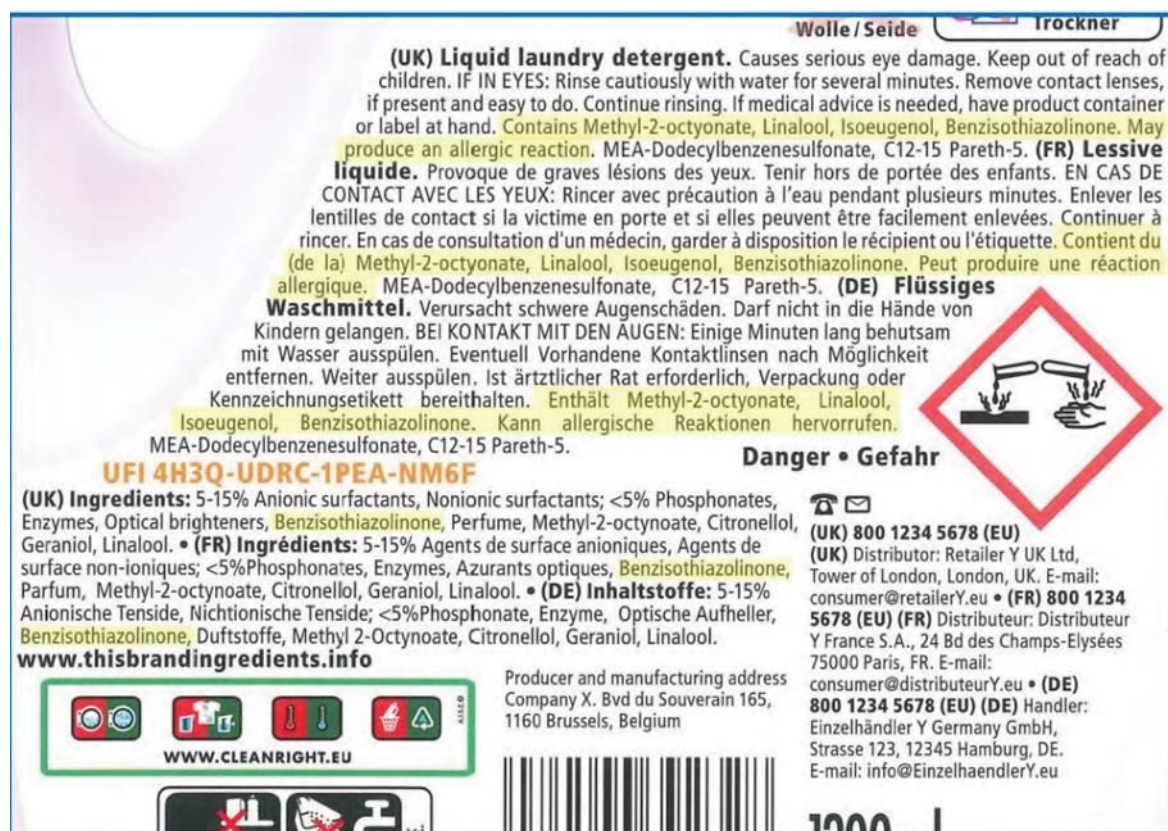 Wolle / Seide
Trockner
(UK) Liquid laundry detergent. Causes serious eye damage. Keep out of reach of
children. IF IN EYES: Rinse cautiously with water for several minutes. Remove contact lenses,
if present and easy to do. Continue rinsing. If medical advice is needed, have product container
or label at hand. Contains Methyl-2-octyonate, Linalool, Isoeugenol, Benzisothiazolinone. May
produce an allergic reaction. MEA-Dodecylbenzenesulfonate, C12-15 Pareth-5. (FR) Lessive
liquide. Provoque de graves lésions des yeux. Tenir hors de portée des enfants. EN CAS DE
CONTACT AVEC LES YEUX: Rincer avec précaution à l'eau pendant plusieurs minutes. Enlever les
lentilles de contact si la victime en porte et si elles peuvent être facilement enlevées. Continuer à
rincer. En cas de consultation d'un médecin, garder à disposition le récipient ou l'étiquette. Contient du
(de la) Methyl-2-octyonate, Linalool, Isoeugenol, Benzisothiazolinone. Peut produire une réaction
allergique. MEA-Dodecylbenzenesulfonate, C12-15 Pareth-5. (DE) Flüssiges
Waschmittel. Verursacht schwere Augenschäden. Darf nicht in die Hände von
Kindern gelangen. BEI KONTAKT MIT DEN AUGEN: Einige Minuten lang behutsam
mit Wasser ausspülen. Eventuell Vorhandene Kontaktlinsen nach Möglichkeit
entfernen. Weiter ausspülen. Ist ärtztlicher Rat erforderlich, Verpackung oder
Kennzeichnungsetikett bereithalten. Enthält Methyl-2-octyonate, Linalool,
Isoeugenol, Benzisothiazolinone. Kann allergische Reaktionen hervorrufen.
MEA-Dodecylbenzenesulfonate, C12-15 Pareth-5.
Danger • Gefahr
UFI 4H3Q-UDRC-1PEA-NM6F
(UK) Ingredients: 5-15% Anionic surfactants, Nonionic surfactants; <5% Phosphonates,
Enzymes, Optical brighteners, Benzisothiazolinone, Perfume, Methyl-2-octynoate, Citronellol,
Geraniol, Linalool. • (FR) Ingrédients: 5-15% Agents de surface anioniques, Agents de
surface non-ioniques; <5%Phosphonates, Enzymes, Azurants optiques, Benzisothiazolinone,
Parfum, Methyl-2-octynoate, Citronellol, Geraniol, Linalool. • (DE) Inhaltstoffe: 5-15%
Anionische Tenside, Nichtionische Tenside; <5%Phosphonate, Enzyme, Optische Aufheller,
Benzisothiazolinone, Duftstoffe, Methyl 2-Octynoate, Citronellol, Geraniol, Linalool.
www.thisbrandingredients.info
(UK) 800 1234 5678 (EU)
(UK) Distributor: Retailer Y UK Ltd,
Tower of London, London, UK. E-mail:
consumer@retailerY.eu • (FR) 800 1234
5678 (EU) (FR) Distributeur: Distributeur
Y France S.A., 24 Bd des Champs-Elysées
75000 Paris, FR. E-mail:
consumer@distributeurY.eu • (DE)
800 1234 5678 (EU) (DE) Handler:
Einzelhändler Y Germany GmbH,
Strasse 123, 12345 Hamburg, DE.
E-mail: info@EinzelhaendlerY.eu
Producer and manufacturing address
Company X. Bvd du Souverain 165,
1160 Brussels, Belgium
WWW.CLEANRIGHT.EU